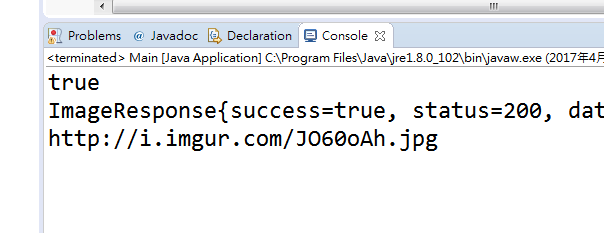 Problems @ Javadoc Declaration Console
<terminated> Main [Java Application] C:\Program Files\Java\jre1.8.0_102\bin\javaw.exe (2017年4月
true
ImageResponse{success=true, status=200, dat
http://i.imgur.com/JO60oAh.jpg